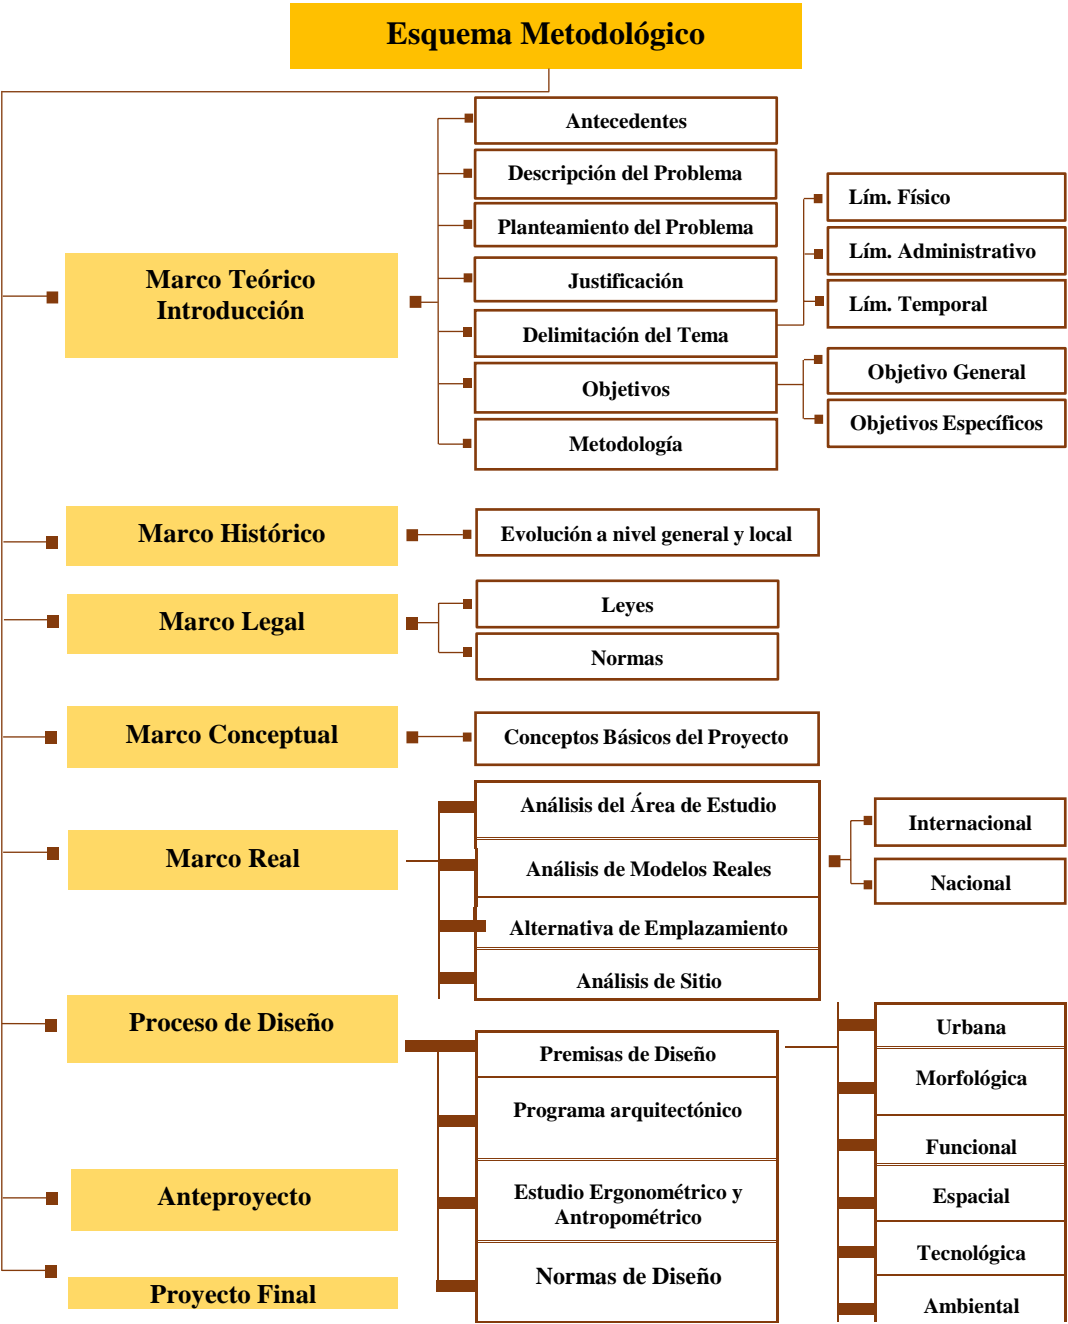 Esquema Metodológico
Marco Teórico
Introducción
Antecedentes
Descripción del Problema
Planteamiento del Problema
Justificación
Delimitación del Tema
Lím. Físico
Lím. Administrativo
Lím. Temporal
Objetivos
Objetivo General
Objetivos Específicos
Metodología
Marco Histórico
Evolución a nivel general y local
Marco Legal
Leyes
Normas
Marco Conceptual
Conceptos Básicos del Proyecto
Marco Real
Análisis del Área de Estudio
Análisis de Modelos Reales
Internacional
Nacional
Alternativa de Emplazamiento
Análisis de Sitio
Proceso de Diseño
Premisas de Diseño
Urbana
Morfológica
Funcional
Espacial
Tecnológica
Ambiental
Programa arquitectónico
Estudio Ergonométrico y
Antropométrico
Normas de Diseño
Anteproyecto
Proyecto Final